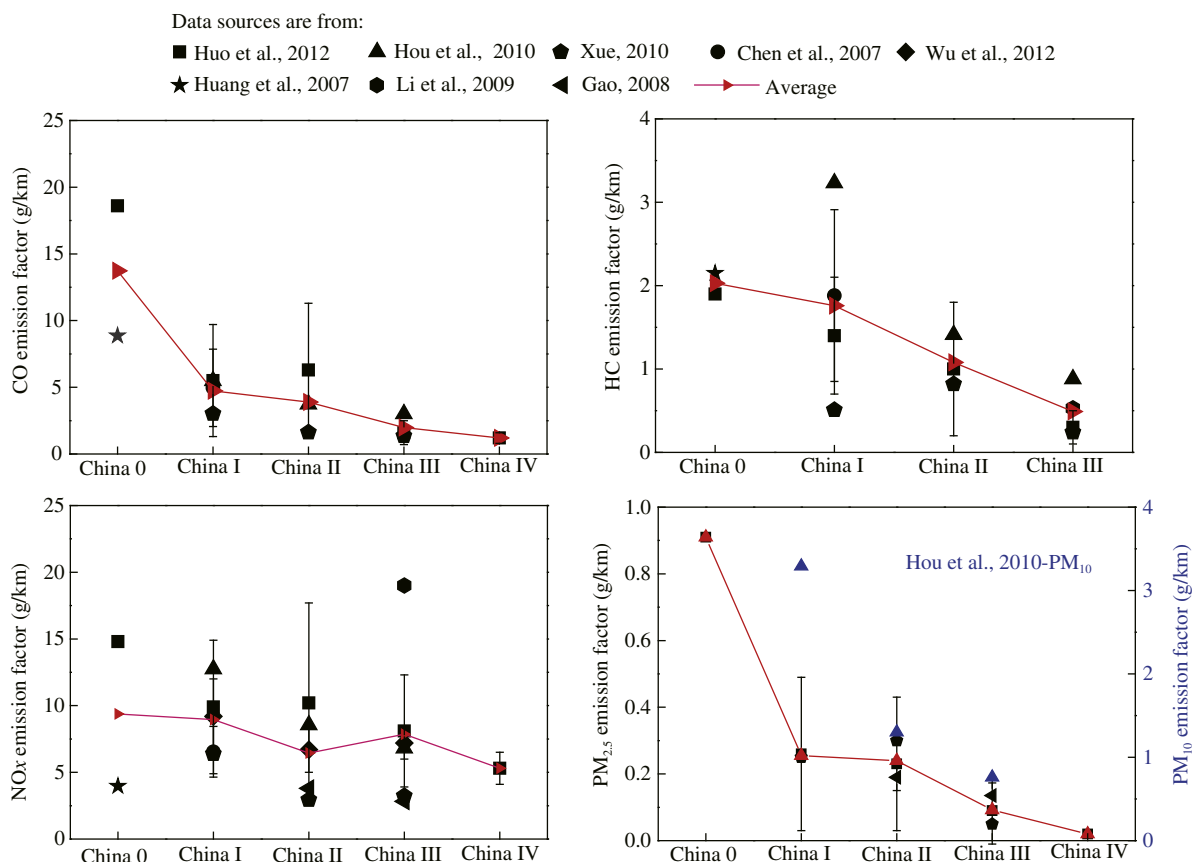 Data sources are from:
Huo et al., 2012 Hou et al., 2010 Xue, 2010 Chen et al., 2007 Wu et al., 2012
Huang et al., 2007 Li et al., 2009 Gao, 2008 Average
CO emission factor (g/km)
25
20
15
10
5
0
China 0 China I China II China III China IV
HC emission factor (g/km)
4
3
2
1
0
China 0 China I China II China III
NOx emission factor (g/km)
25
20
15
10
5
0
China 0 China I China II China III China IV
PM2.5 emission factor (g/km)
1.0
0.8
0.6
0.4
0.2
0.0
Hou et al., 2010-PM10
China 0 China I China II China III China IV
4
3
2
1
0
PM10 emission factor (g/km)